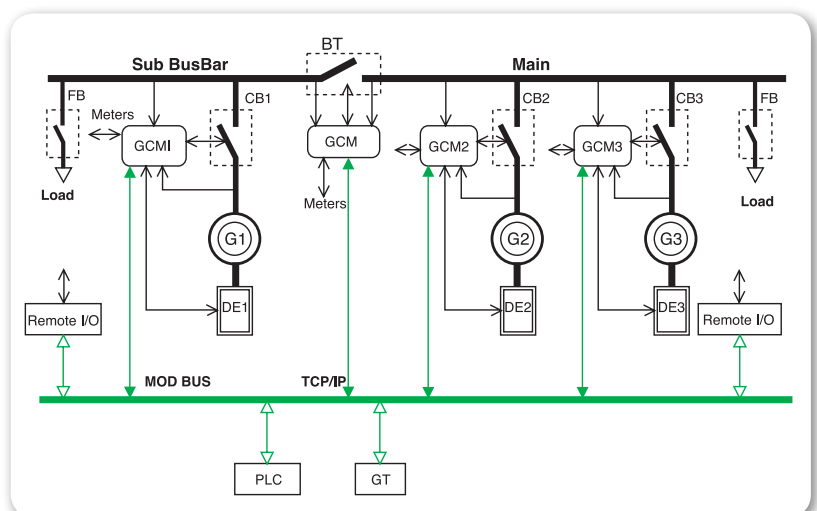 BT
Sub BusBar
Main
FB
Meters
CB1
CB2
CB3
FB
GCMI
GCM
GCM2
GCM3
Load
Meters
Load
G1
G2
G3
Remote I/O
DE1
DE2
DE3
Remote I/O
MOD BUS
TCP/IP
PLC
GT